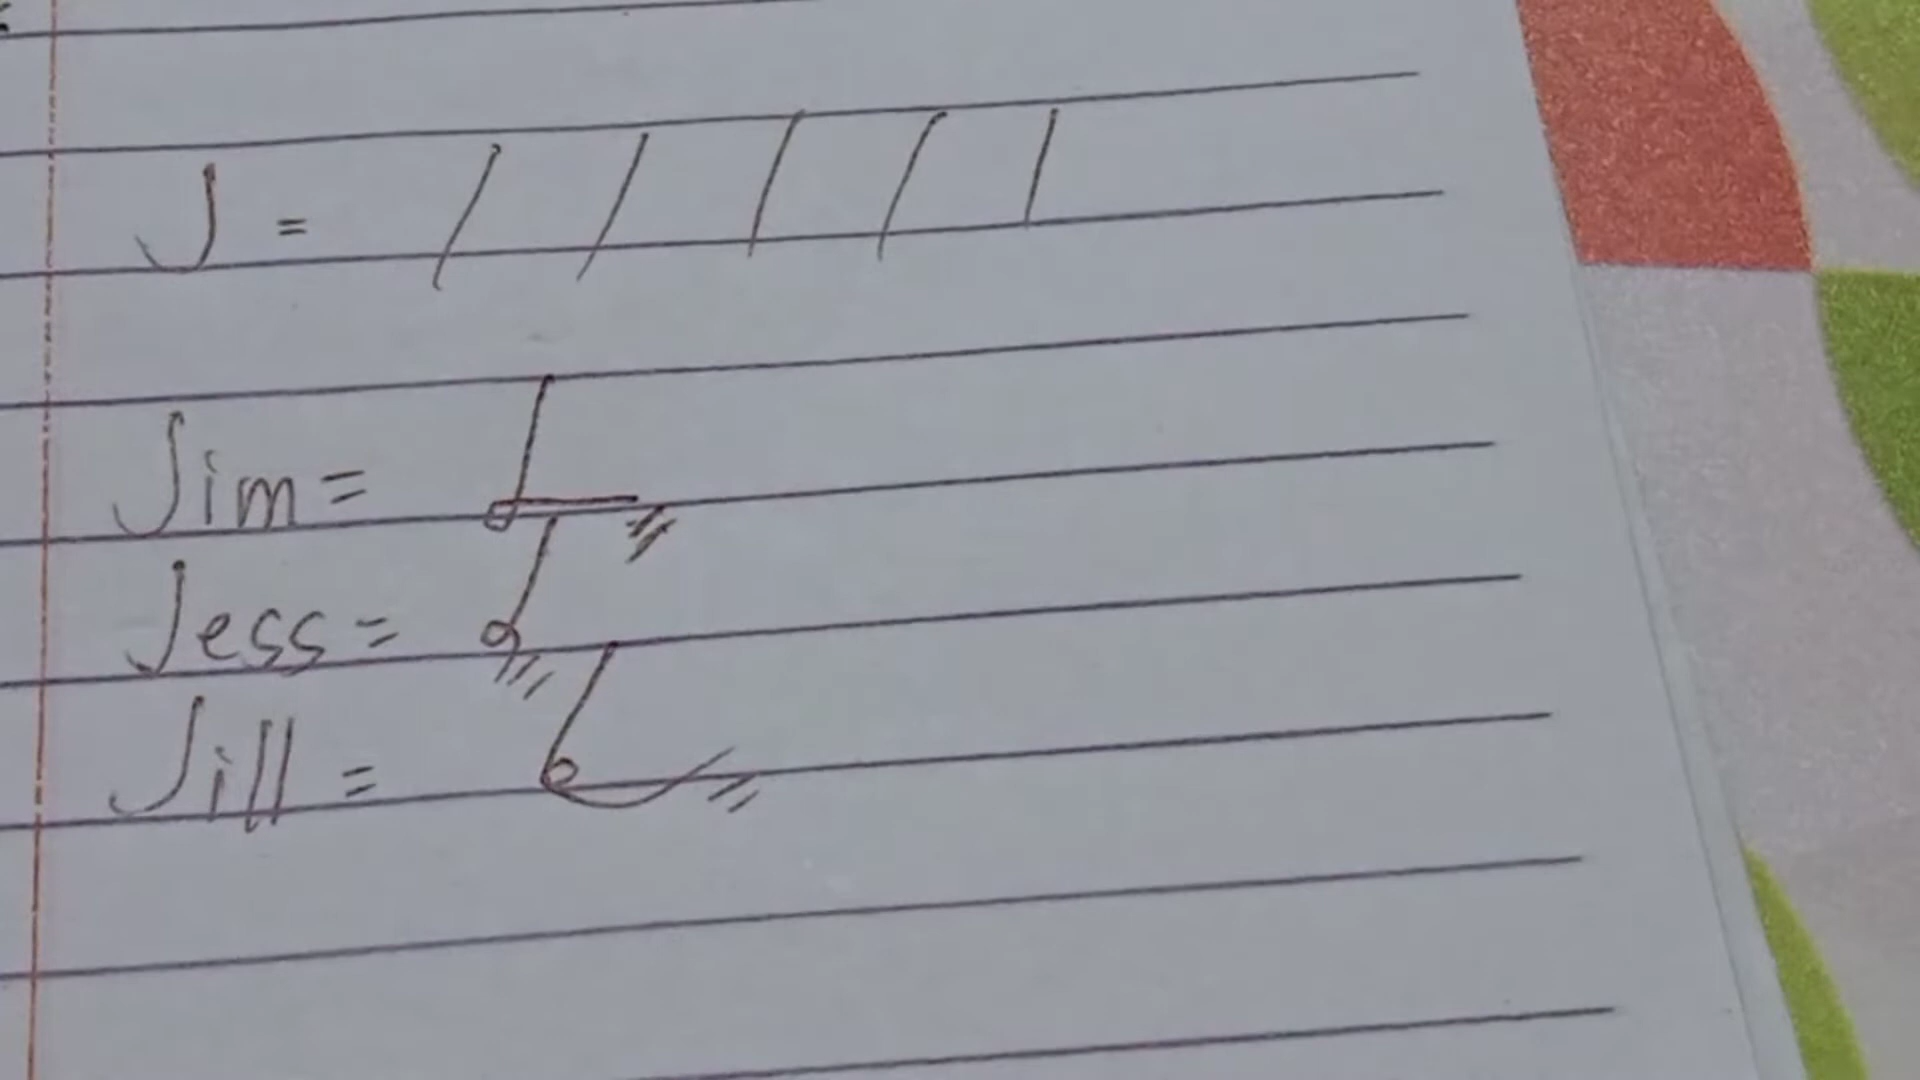 J =
Jim =
Jess =
Jill =